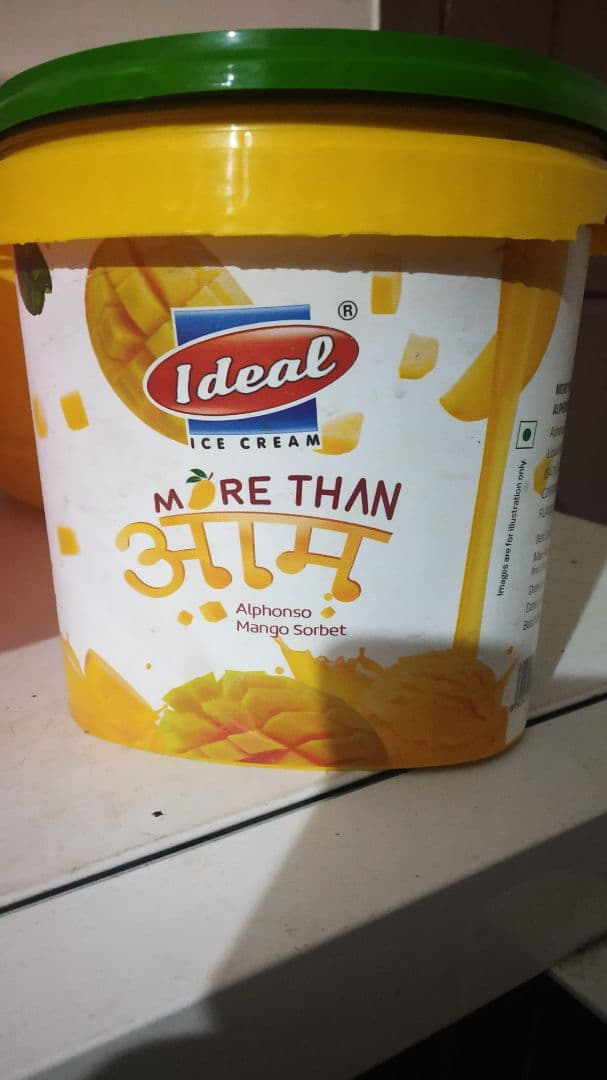 Ideal
®
ICE CREAM
MORE THAN
आम
Alphonso
Mango Sorbet
Images are for illustration only.